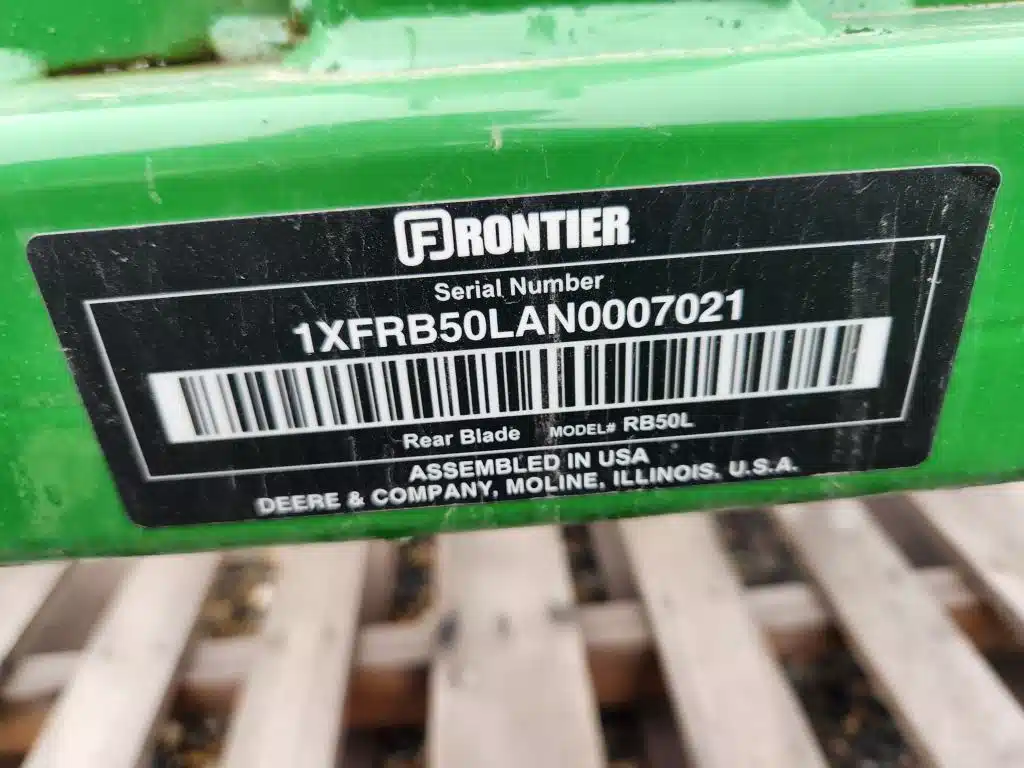 FRONTIER
Serial Number
1XFRB50LAN0007021
Rear Blade MODEL# RB50L
ASSEMBLED IN USA
DEERE & COMPANY, MOLINE, ILLINOIS, U.S.A.